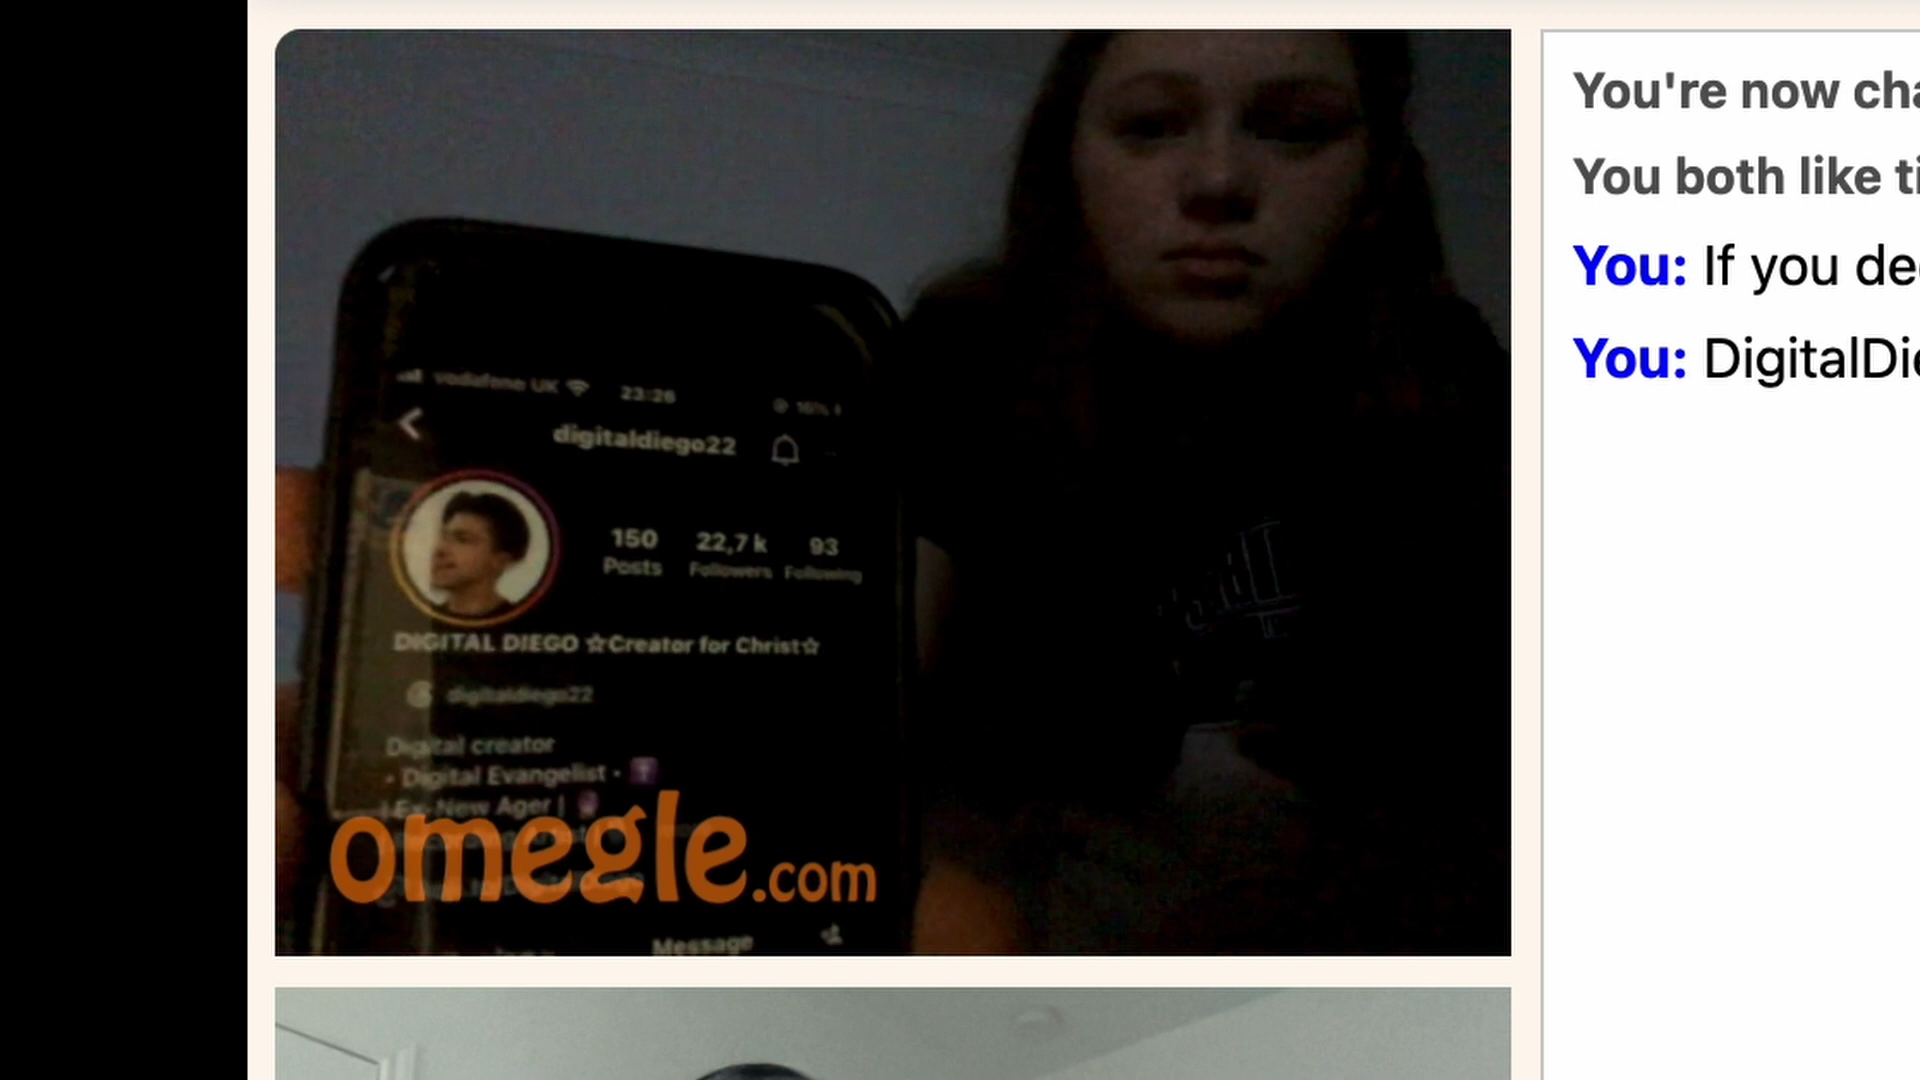 You're now cha
You both like ti
You: If you de
You: DigitalDie
vodafone UK 23:26 16%
digitaldiego22
150 22,7 k 93
Posts Followers Following
DIGITAL DIEGO ☆Creator for Christ☆
digitaldiego22
Digital creator
• Digital Evangelist •
| Ex-New Ager |
omegle.com
Message